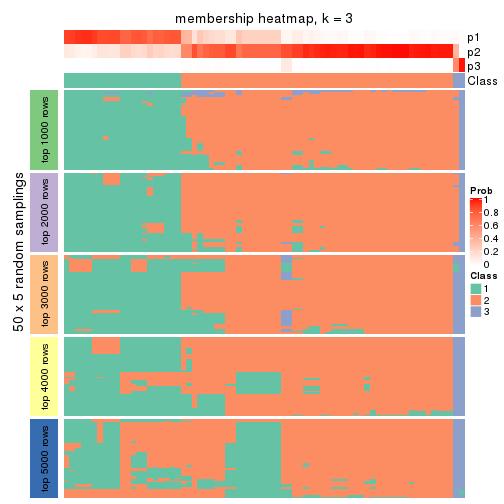 membership heatmap, k = 3
p1
p2
p3
Class
50 x 5 random samplings
top 1000 rows
top 2000 rows
top 3000 rows
top 4000 rows
top 5000 rows
Prob
1
0.8
0.6
0.4
0.2
0
Class
1
2
3